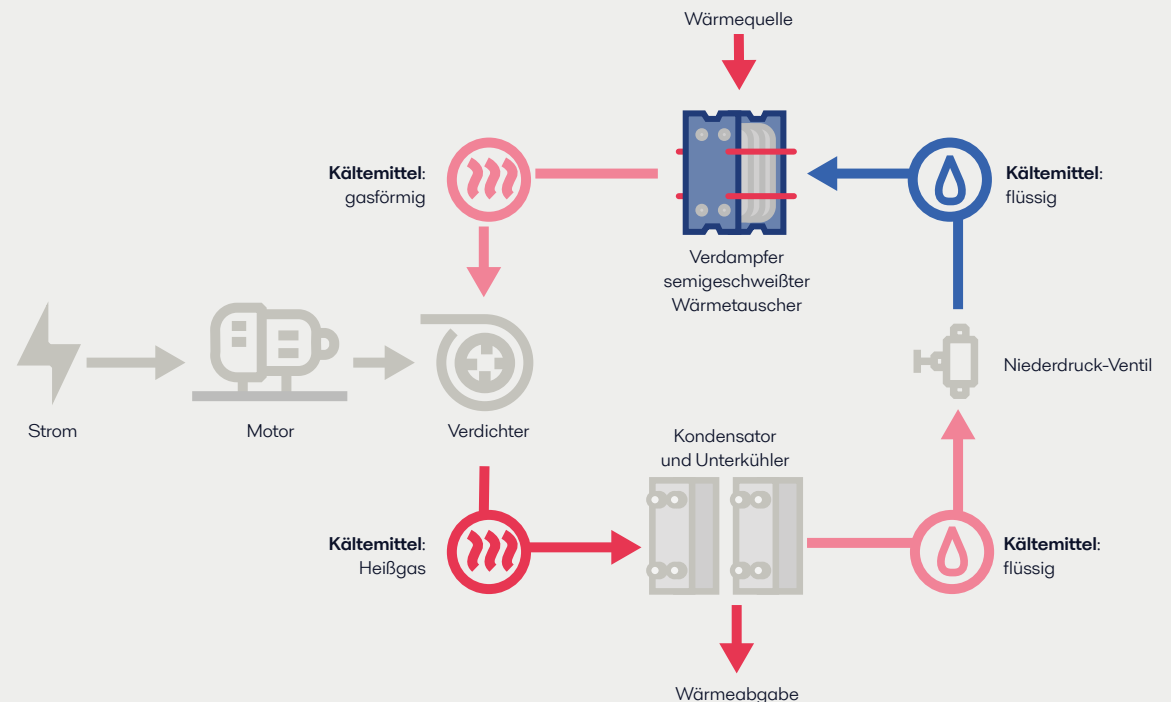 Wärmequelle
Kältemittel:
gasförmig
Kältemittel:
flüssig
Verdampfer
semigeschweißter
Wärmetauscher
Niederdruck-Ventil
Strom
Motor
Verdichter
Kondensator
und Unterkühler
Kältemittel:
Heißgas
Kältemittel:
flüssig
Wärmeabgabe